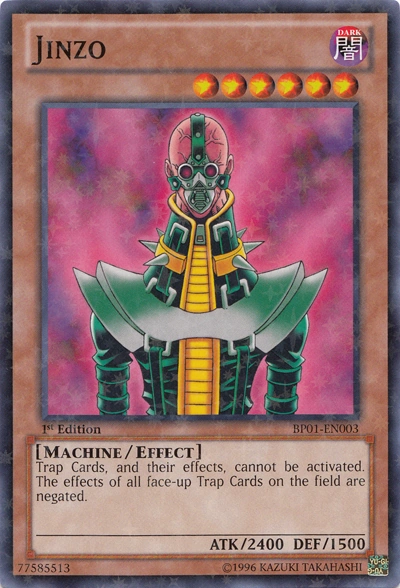 JINZO
DARK
闇
1st Edition
BP01-EN003
[MACHINE/EFFECT]
Trap Cards, and their effects, cannot be activated.
The effects of all face-up Trap Cards on the field are
negated.
ATK/2400 DEF/1500
77585513
©1996 KAZUKI TAKAHASHI